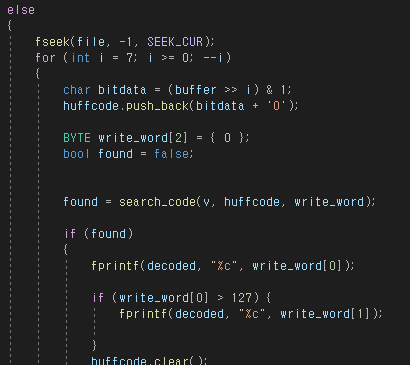 else
{
fseek(file, -1, SEEK_CUR);
for (int i = 7; i >= 0; --i)
{
char bitdata = (buffer >> i) & 1;
huffcode.push_back(bitdata + '0');
BYTE write_word[2] = { 0 };
bool found = false;
found = search_code(v, huffcode, write_word);
if (found)
{
fprintf(decoded, "%c", write_word[0]);
if (write_word[0] > 127) {
fprintf(decoded, "%c", write_word[1]);
}
huffcode.clear();